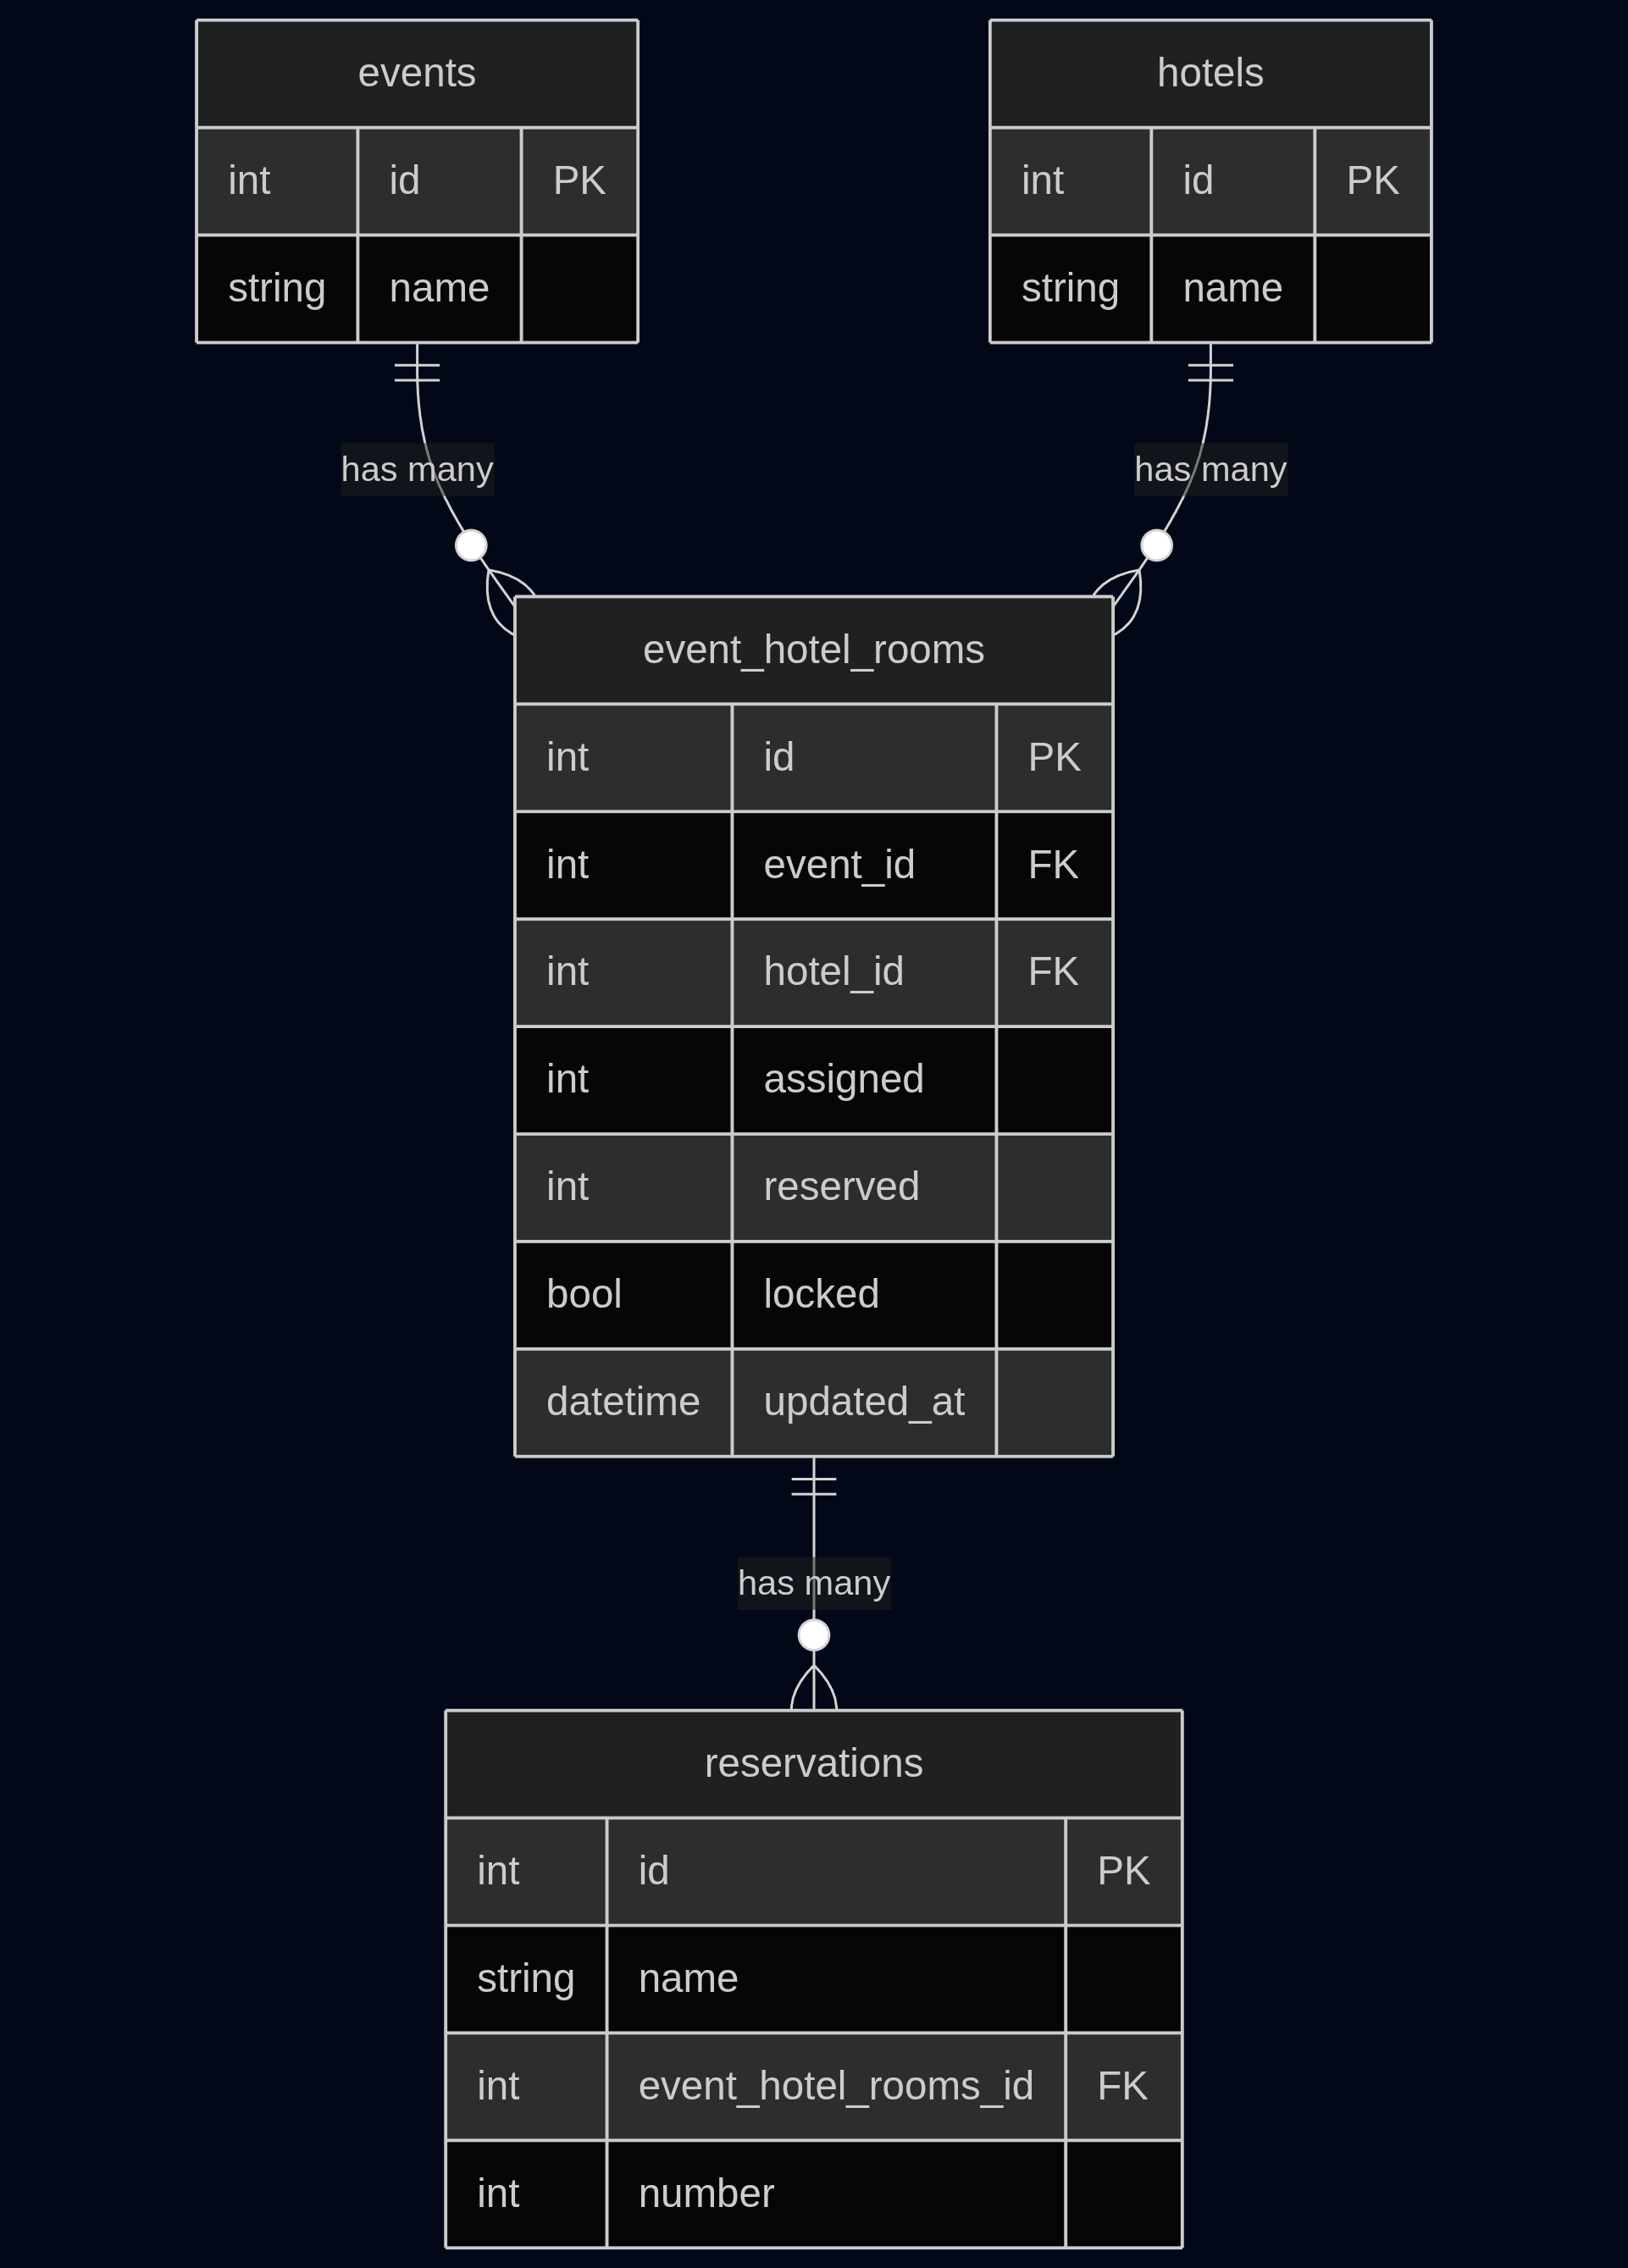 events
int id PK
string name
hotels
int id PK
string name
has many
has many
event_hotel_rooms
int id PK
int event_id FK
int hotel_id FK
int assigned
int reserved
bool locked
datetime updated_at
has many
reservations
int id PK
string name
int event_hotel_rooms_id FK
int number